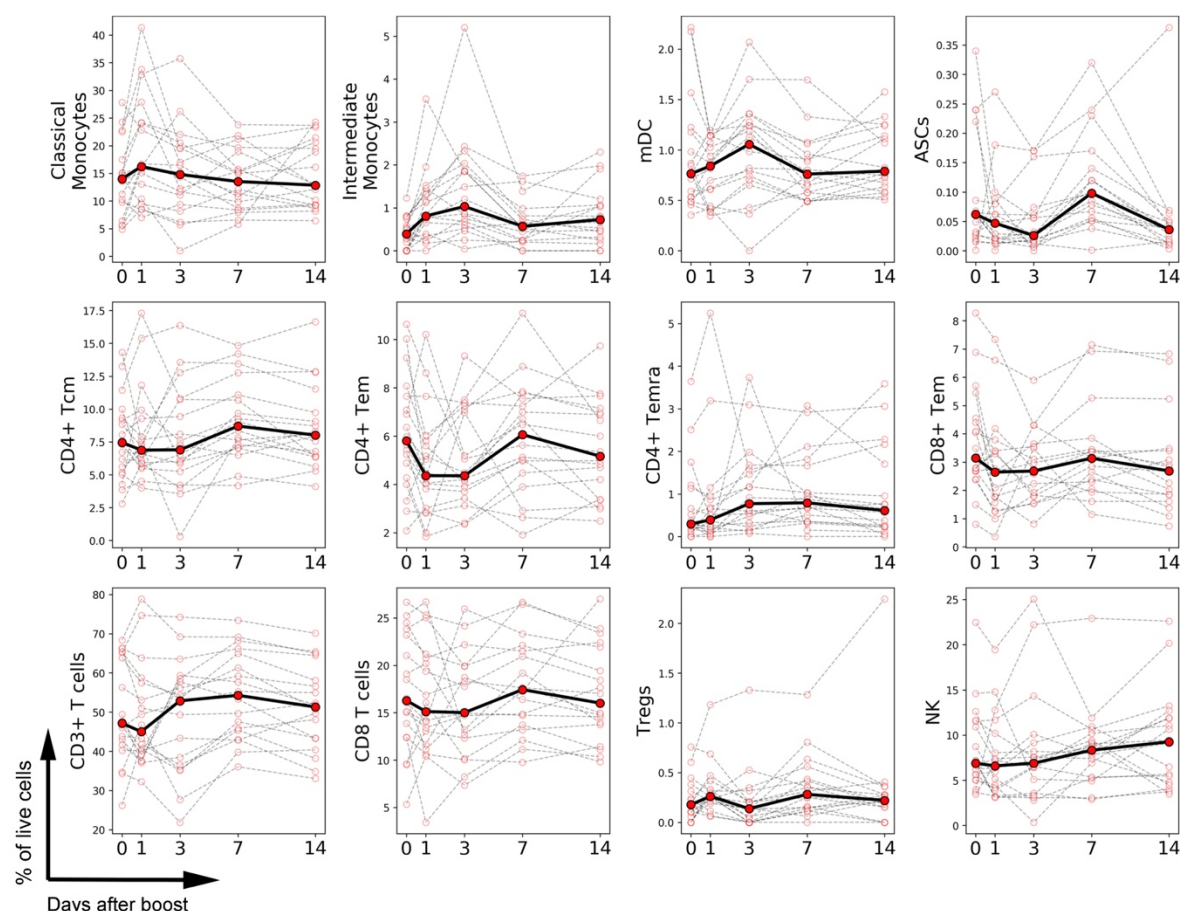 Classical
Monocytes
40
35
30
25
20
15
10
5
0
0 1 3 7 14
Intermediate
Monocytes
5
4
3
2
1
0
0 1 3 7 14
mDC
2.0
1.5
1.0
0.5
0.0
0 1 3 7 14
ASCs
0.35
0.30
0.25
0.20
0.15
0.10
0.05
0.00
0 1 3 7 14
CD4+ Tcm
17.5
15.0
12.5
10.0
7.5
5.0
2.5
0.0
0 1 3 7 14
CD4+ Tem
10
8
6
4
2
0 1 3 7 14
CD4+ Temra
5
4
3
2
1
0
0 1 3 7 14
CD8+ Tem
8
7
6
5
4
3
2
1
0
0 1 3 7 14
CD3+ T cells
80
70
60
50
40
30
20
0 1 3 7 14
CD8 T cells
25
20
15
10
5
0 1 3 7 14
Tregs
2.0
1.5
1.0
0.5
0.0
0 1 3 7 14
NK
25
20
15
10
5
0
0 1 3 7 14
% of live cells
Days after boost